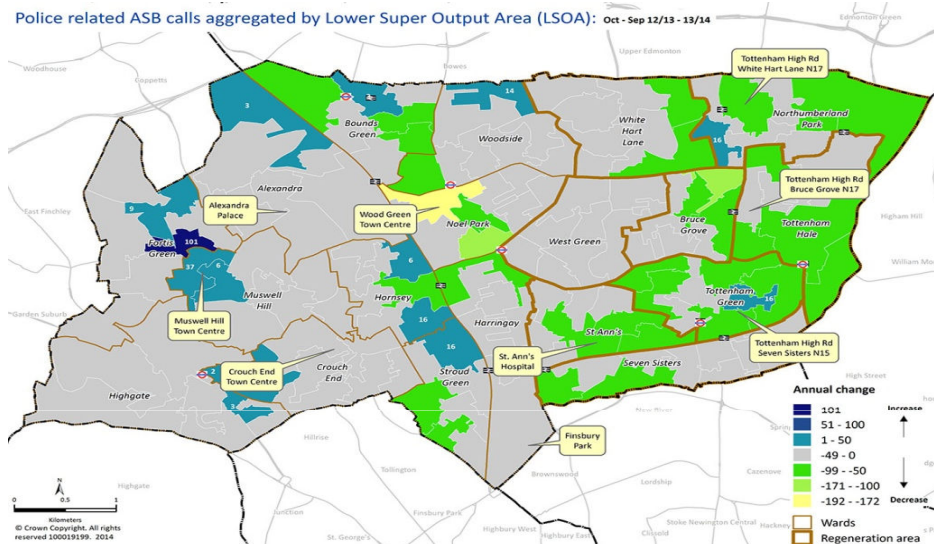 Police related ASB calls aggregated by Lower Super Output Area (LSOA): Oct - Sep 12/13 - 13/14
Edmonton Green
Woodhouse
Coppetts
Bowes
Upper Edmonton
Tottenham High Rd
White Hart Lane N17
3
14
Bounds
Green
Woodside
White
Hart
Lane
Northumberland
Park
16
Alexandra
Tottenham High Rd
Bruce Grove N17
East Finchley
9
Alexandra
Palace
Wood Green
Town Centre
Noel Park
Bruce
Grove
Tottenham
Hale
Higham Hill
Fortis
Green
101
West Green
37
6
6
William Mo
Garden Suburb
Muswell
Hill
Hornsey
Tottenham
Green
16
Muswell Hill
Town Centre
16
Harringay
St Ann's
16
Tottenham High Rd
Seven Sisters N15
Crouch End
Town Centre
Crouch
End
St. Ann's
Hospital
Seven Sisters
2
Stroud
Green
High Street
Highgate
3
Hillrise
Finsbury
Park
Tollington
Highgate
Brownswood
Lordship
Cazenove
Junction
Finsbury Park
St. George's
Highbury West
Highbury East
Clissold
Stoke Newington Central
Hackney
Annual change
101
Increase
51 - 100
1 - 50
-49 - 0
-99 - -50
-171 - -100
-192 - -172
Decrease
Wards
Regeneration area
0 0.5 1
Kilometers
© Crown Copyright. All rights
reserved 100019199. 2014